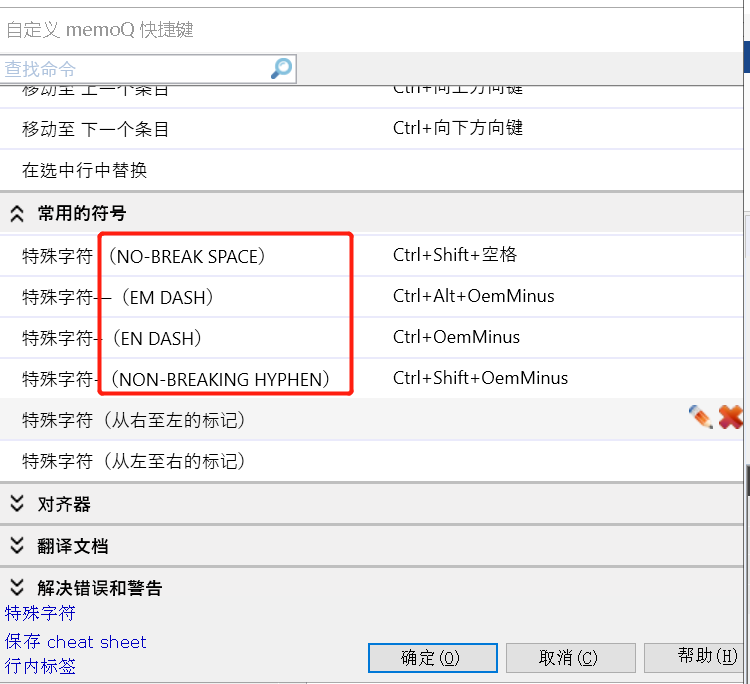 自定义 memoQ 快捷键
查找命令
移动至 上一个条目 Ctrl+向上方向键
移动至 下一个条目 Ctrl+向下方向键
在选中行中替换
常用的符号
特殊字符 （NO-BREAK SPACE） Ctrl+Shift+空格
特殊字符—（EM DASH） Ctrl+Alt+OemMinus
特殊字符–（EN DASH） Ctrl+OemMinus
特殊字符‑（NON-BREAKING HYPHEN） Ctrl+Shift+OemMinus
特殊字符（从右至左的标记）
特殊字符（从左至右的标记）
对齐器
翻译文档
解决错误和警告
特殊字符
保存 cheat sheet
行内标签
确定(O) 取消(C) 帮助(H)